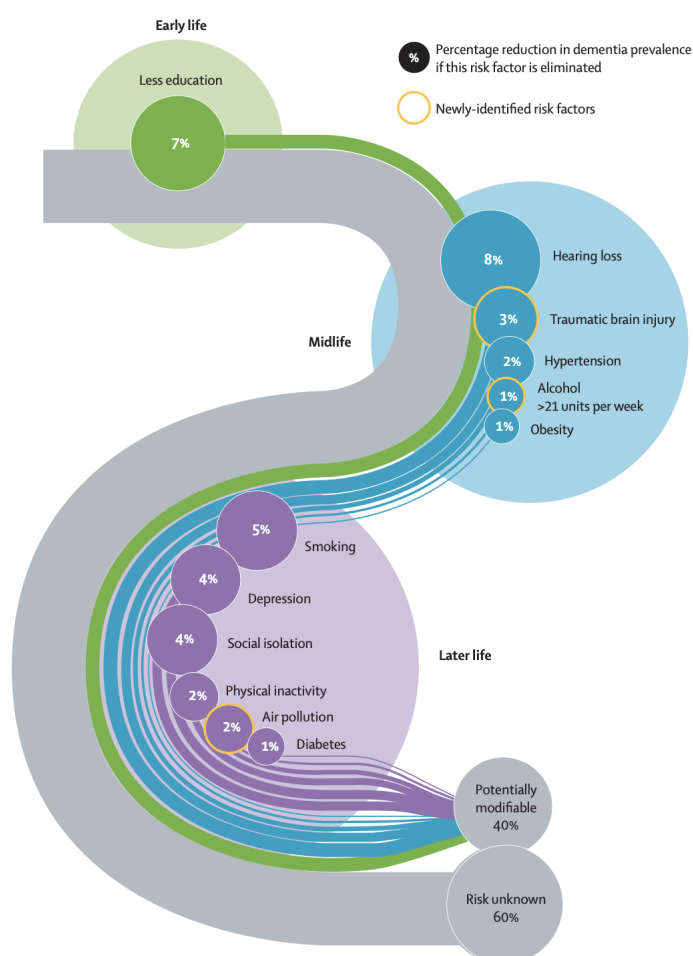 Early life
%
Percentage reduction in dementia prevalence
if this risk factor is eliminated
Less education
Newly-identified risk factors
7%
8%
Hearing loss
3%
Traumatic brain injury
Midlife
2%
Hypertension
1%
Alcohol
>21 units per week
1%
Obesity
5%
Smoking
4%
Depression
4%
Social isolation
Later life
2%
Physical inactivity
2%
Air pollution
1%
Diabetes
Potentially
modifiable
40%
Risk unknown
60%